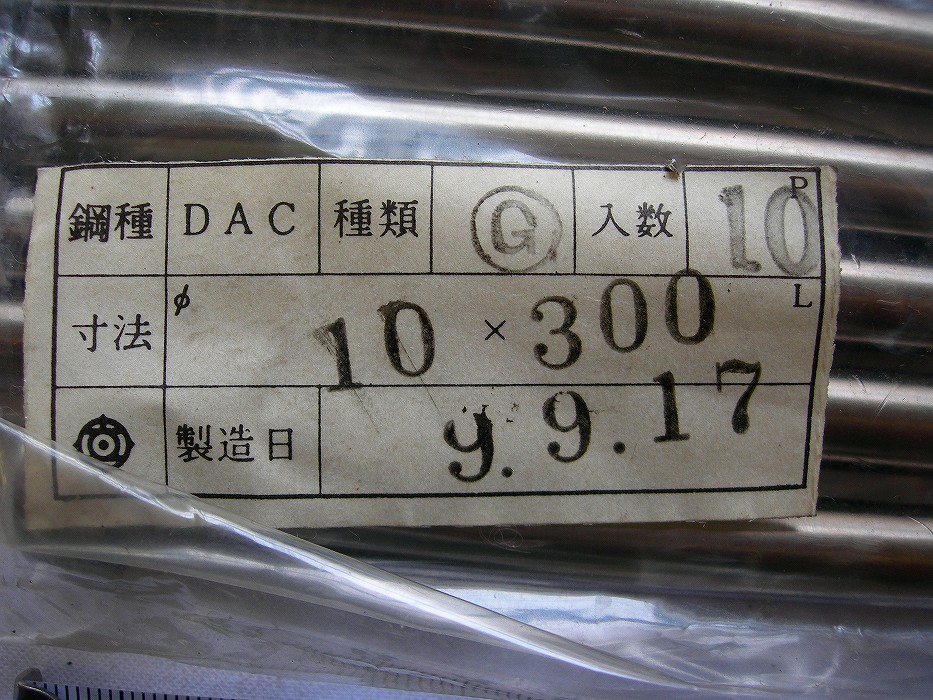 鋼種 DAC 種類 G 入数 10 P
寸法 φ 10 × 300 L
製造日 9.9.17